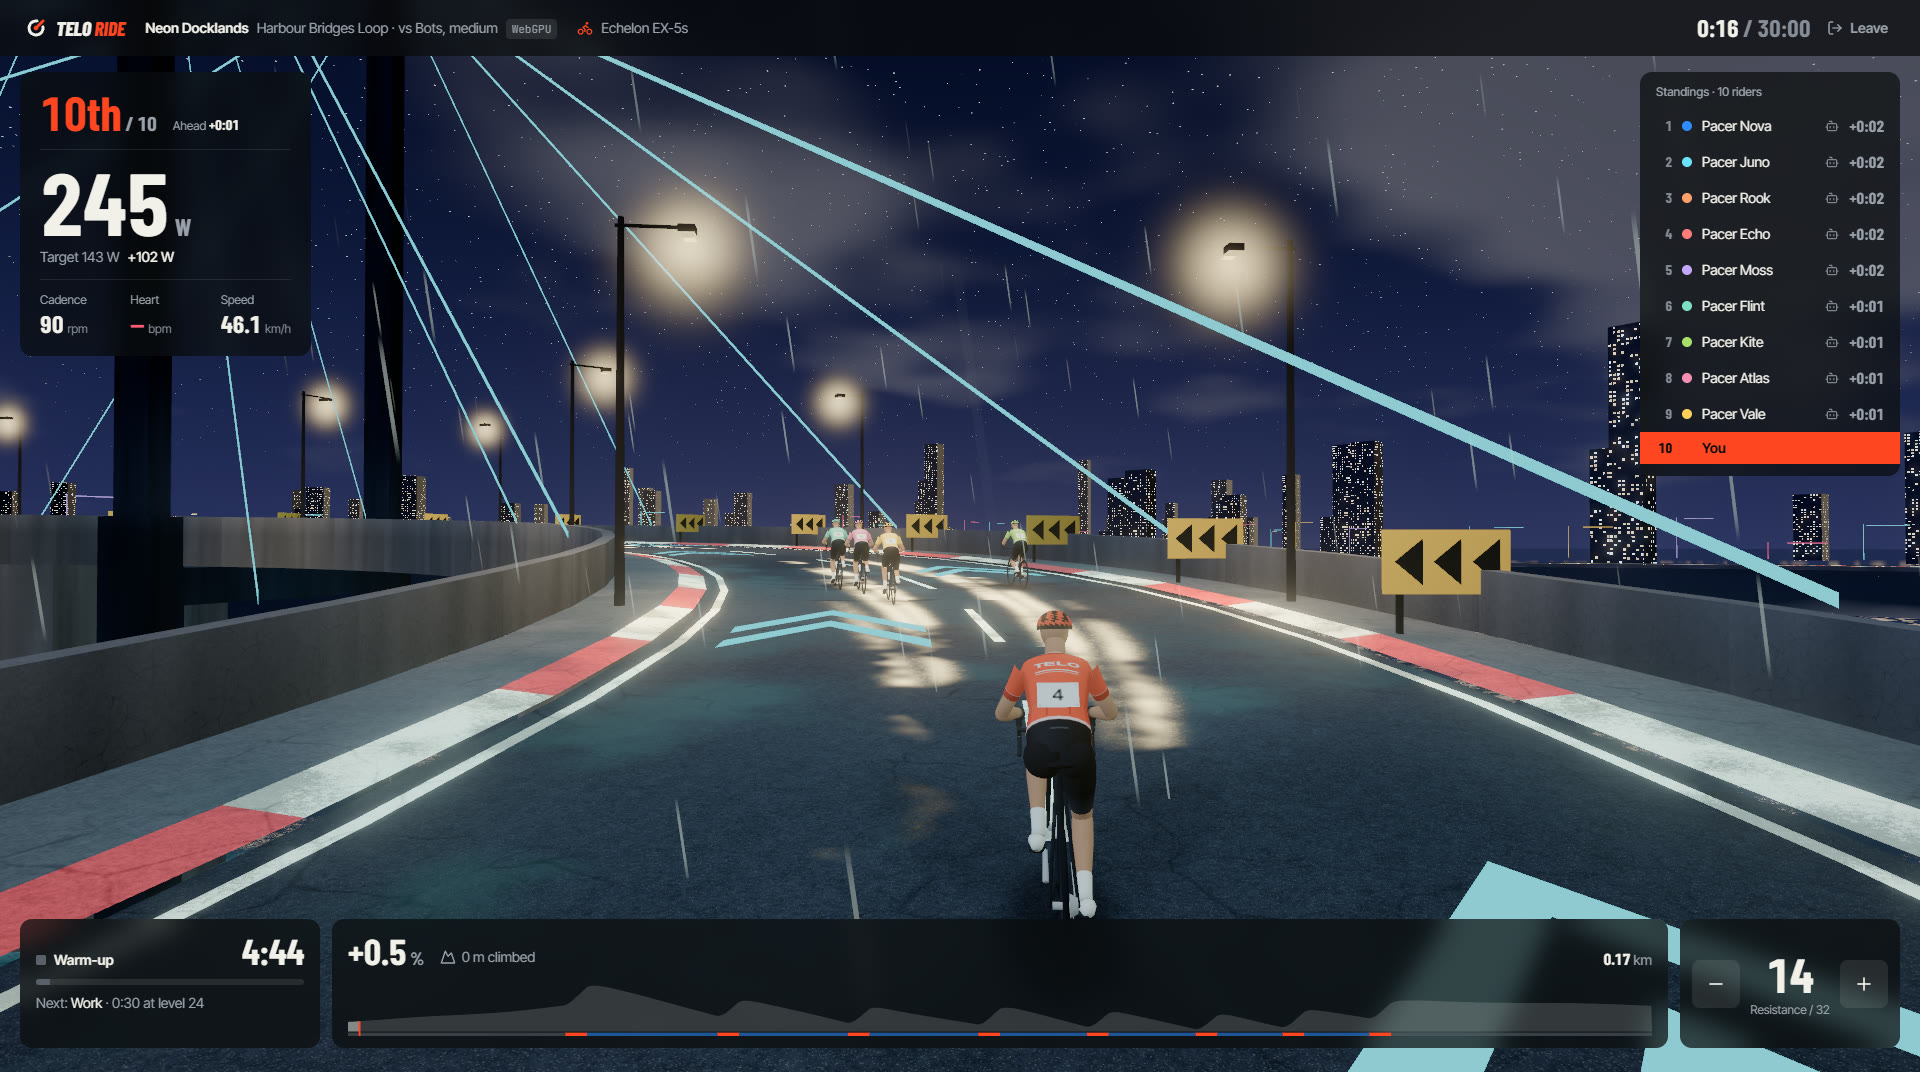 TELO RIDE Neon Docklands Harbour Bridges Loop · vs Bots, medium WebGPU Echelon EX-5s 0:16 / 30:00 Leave
10th / 10 Ahead +0:01
245 W
Target 143 W +102 W
Cadence Heart Speed
90 rpm — bpm 46.1 km/h
Standings · 10 riders
1 Pacer Nova +0:02
2 Pacer Juno +0:02
3 Pacer Rook +0:02
4 Pacer Echo +0:02
5 Pacer Moss +0:02
6 Pacer Flint +0:01
7 Pacer Kite +0:01
8 Pacer Atlas +0:01
9 Pacer Vale +0:01
10 You
TELO
4
Warm-up 4:44
Next: Work · 0:30 at level 24
+0.5 % 0 m climbed 0.17 km
− 14 +
Resistance / 32